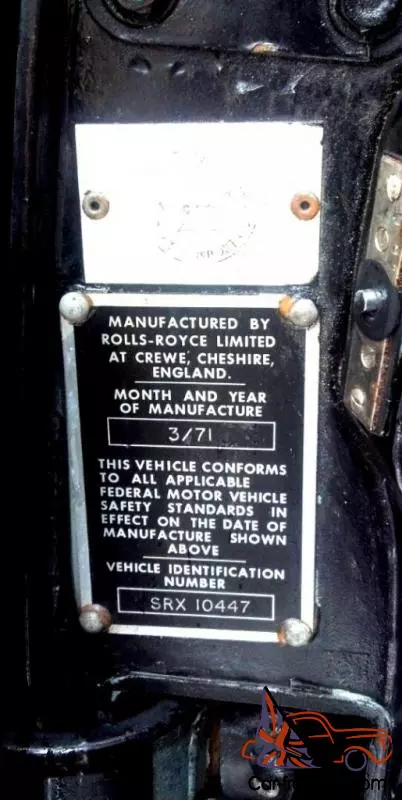 MANUFACTURED BY
ROLLS-ROYCE LIMITED
AT CREWE, CHESHIRE,
ENGLAND.
MONTH AND YEAR
OF MANUFACTURE
3/71
THIS VEHICLE CONFORMS
TO ALL APPLICABLE
FEDERAL MOTOR VEHICLE
SAFETY STANDARDS IN
EFFECT ON THE DATE OF
MANUFACTURE SHOWN
ABOVE
VEHICLE IDENTIFICATION
NUMBER
SRX 10447